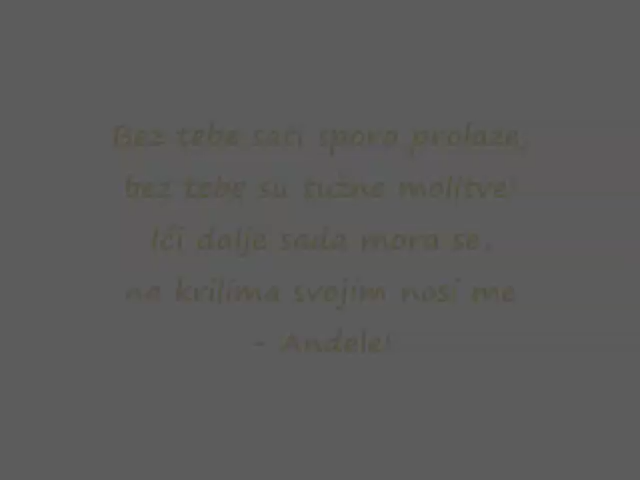 Bez tebe sati sporo prolaze,
bez tebe su tužne molitve!
Ići dalje sada mora se,
na krilima svojim nosi me
- Anđele!